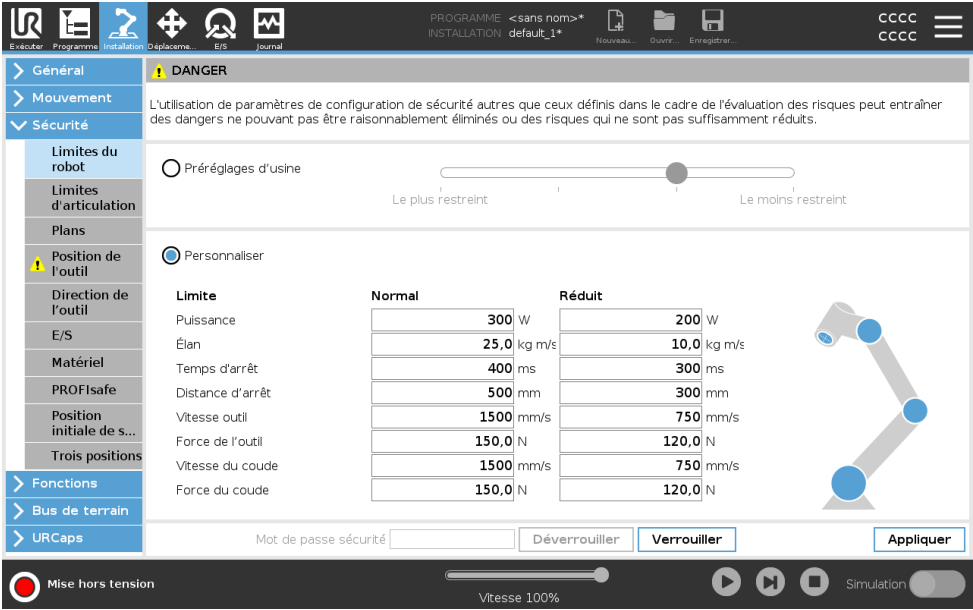 PROGRAMME <sans nom>*
INSTALLATION default_1*
Exécuter Programme Installation Déplaceme... E/S Journal
Nouveau... Ouvrir... Enregistrer...
CCCC
CCCC
Général
Mouvement
Sécurité
Limites du
robot
Limites
d'articulation
Plans
Position de
l'outil
Direction de
l'outil
E/S
Matériel
PROFIsafe
Position
initiale de s...
Trois positions
Fonctions
Bus de terrain
URCaps
DANGER
L'utilisation de paramètres de configuration de sécurité autres que ceux définis dans le cadre de l'évaluation des risques peut entraîner
des dangers ne pouvant pas être raisonnablement éliminés ou des risques qui ne sont pas suffisamment réduits.
Préréglages d'usine
Le plus restreint Le moins restreint
Personnaliser
Limite Normal Réduit
Puissance 300 W 200 W
Élan 25,0 kg m/s 10,0 kg m/s
Temps d'arrêt 400 ms 300 ms
Distance d'arrêt 500 mm 300 mm
Vitesse outil 1500 mm/s 750 mm/s
Force de l'outil 150,0 N 120,0 N
Vitesse du coude 1500 mm/s 750 mm/s
Force du coude 150,0 N 120,0 N
Mot de passe sécurité Déverrouiller Verrouiller Appliquer
Mise hors tension
Vitesse 100%
Simulation